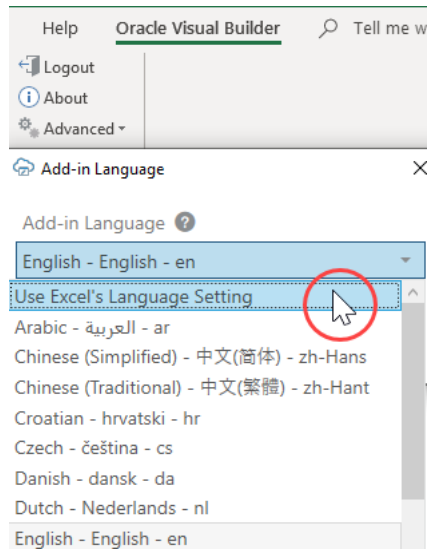 Help Oracle Visual Builder Tell me w
Logout
About
Advanced
Add-in Language
Add-in Language ?
English - English - en
Use Excel's Language Setting
Arabic - العربية - ar
Chinese (Simplified) - 中文(简体) - zh-Hans
Chinese (Traditional) - 中文(繁體) - zh-Hant
Croatian - hrvatski - hr
Czech - čeština - cs
Danish - dansk - da
Dutch - Nederlands - nl
English - English - en